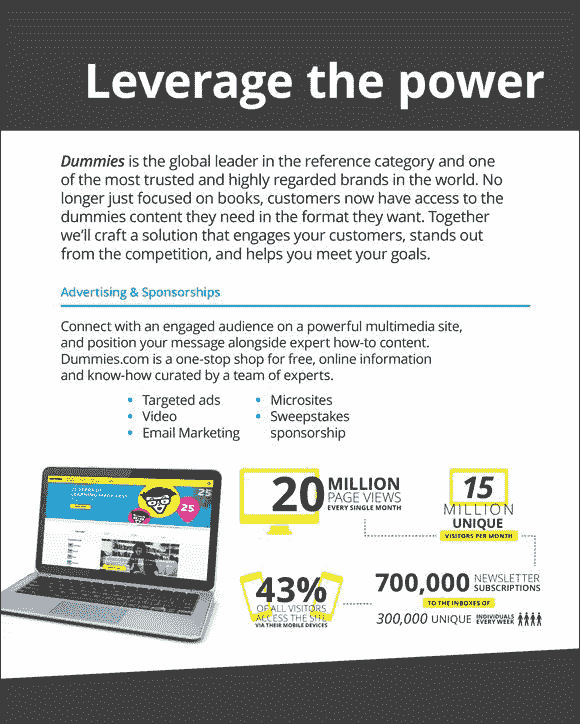 Leverage the power
Dummies is the global leader in the reference category and one
of the most trusted and highly regarded brands in the world. No
longer just focused on books, customers now have access to the
dummies content they need in the format they want. Together
we'll craft a solution that engages your customers, stands out
from the competition, and helps you meet your goals.
Advertising & Sponsorships
Connect with an engaged audience on a powerful multimedia site,
and position your message alongside expert how-to content.
Dummies.com is a one-stop shop for free, online information
and know-how curated by a team of experts.
• Targeted ads
• Video
• Email Marketing
• Microsites
• Sweepstakes
sponsorship
25
25
20 MILLION
PAGE VIEWS
EVERY SINGLE MONTH
15
MILLION
UNIQUE
VISITORS PER MONTH
43%
OF ALL VISITORS
ACCESS THE SITE
VIA THEIR MOBILE DEVICES
700,000 NEWSLETTER
SUBSCRIPTIONS
TO THE INBOXES OF
300,000 UNIQUE INDIVIDUALS
EVERY WEEK